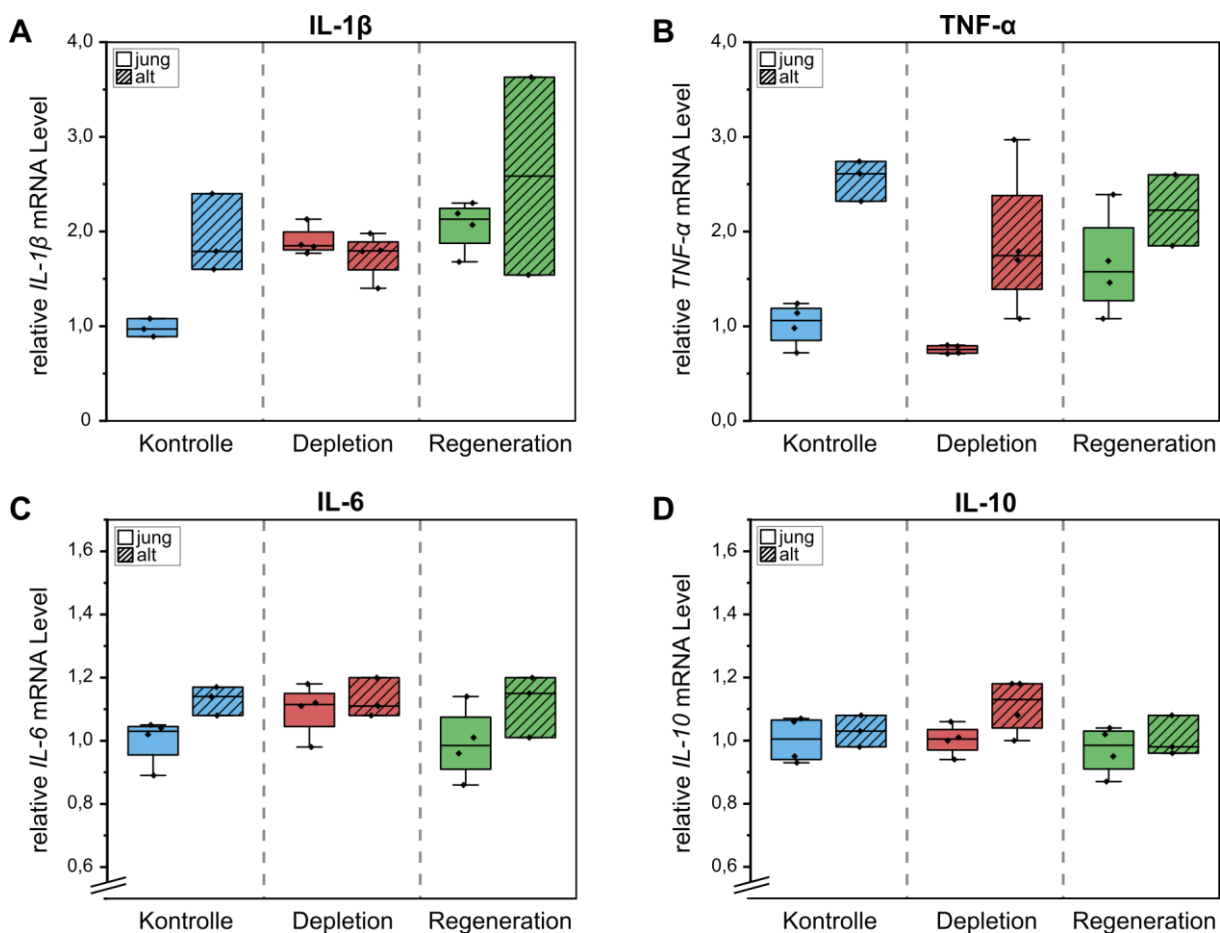 A
IL-1β
relative IL-1β mRNA Level
4,0
3,0
2,0
1,0
0
jung
alt
Kontrolle
Depletion
Regeneration
B
TNF-α
relative TNF-α mRNA Level
4,0
3,0
2,0
1,0
0,0
jung
alt
Kontrolle
Depletion
Regeneration
C
IL-6
relative IL-6 mRNA Level
1,6
1,4
1,2
1,0
0,8
0,6
jung
alt
Kontrolle
Depletion
Regeneration
D
IL-10
relative IL-10 mRNA Level
1,6
1,4
1,2
1,0
0,8
0,6
jung
alt
Kontrolle
Depletion
Regeneration